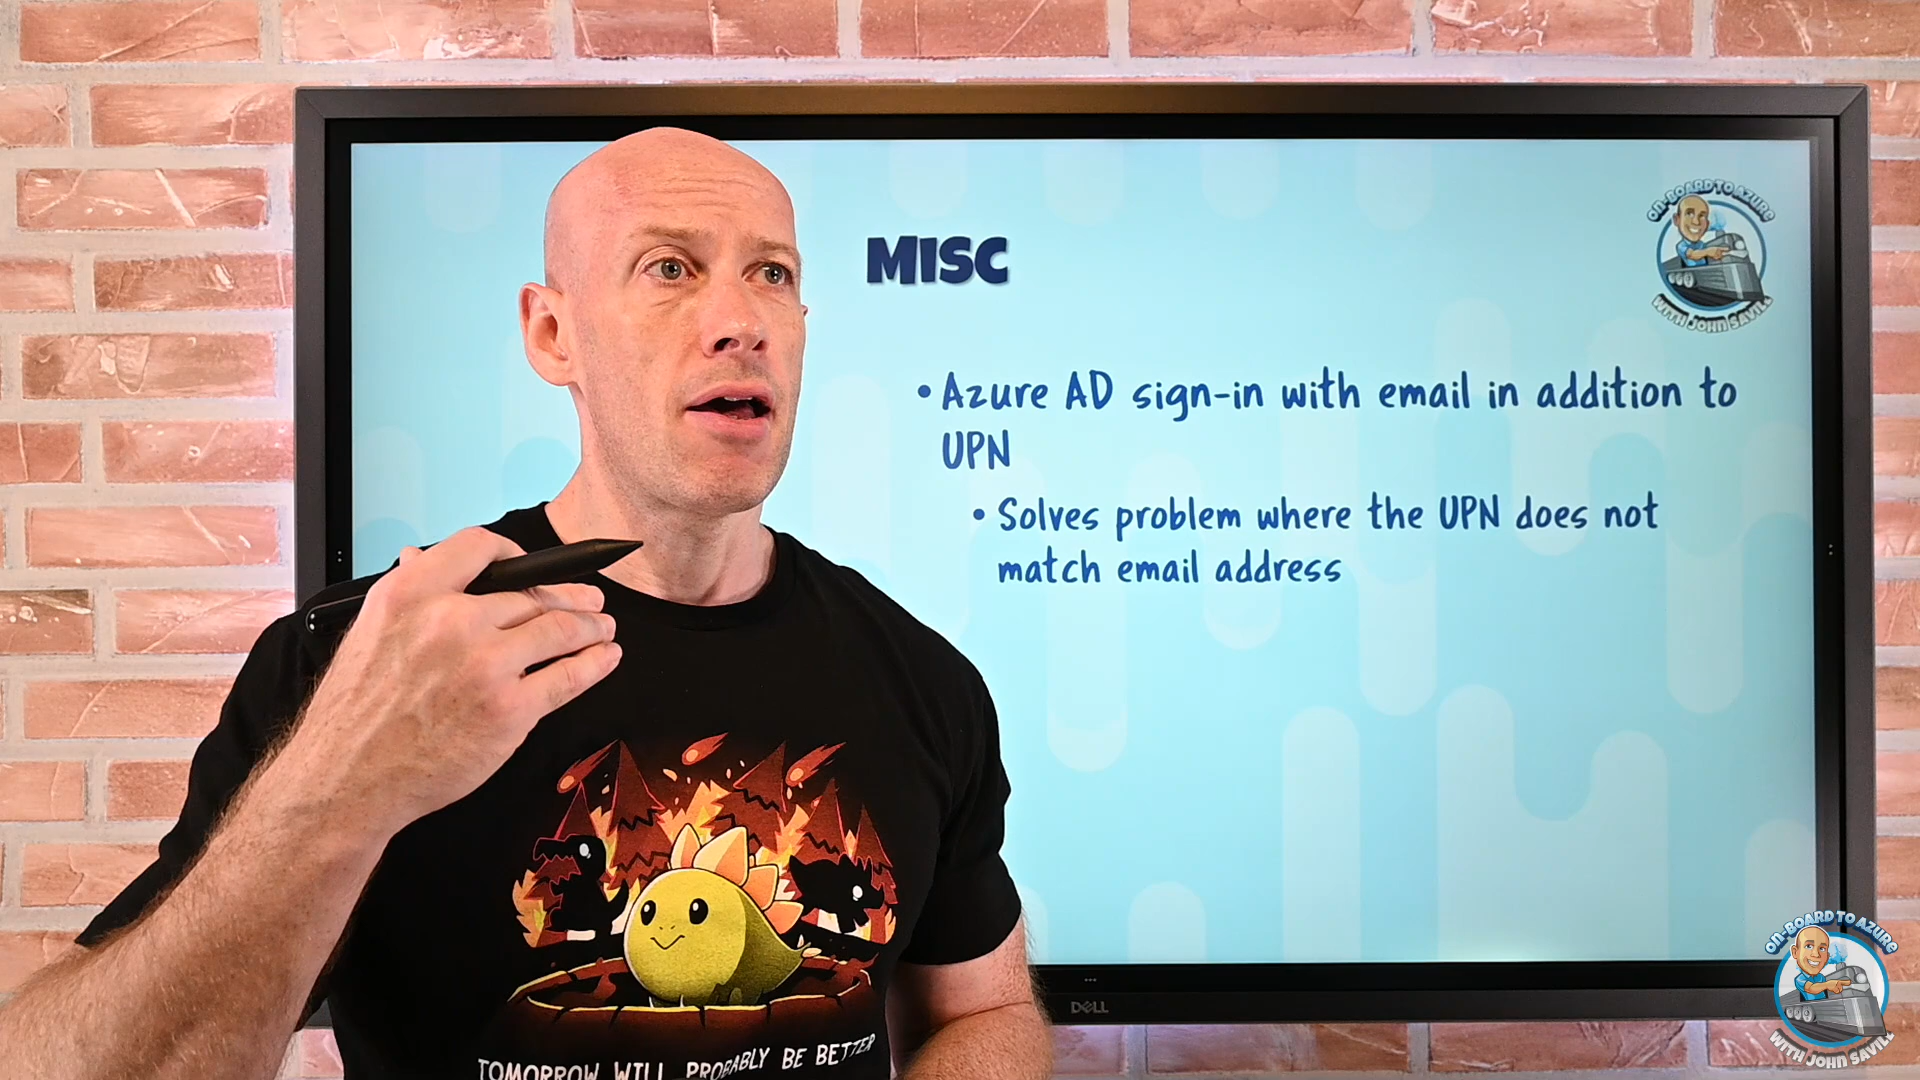 ON-BOARD TO AZURE
WITH JOHN SAVILL
MISC
• Azure AD sign-in with email in addition to
UPN
• Solves problem where the UPN does not
match email address
DELL
TOMORROW WILL PROBABLY BE BETTER
ON-BOARD TO AZURE
WITH JOHN SAVILL